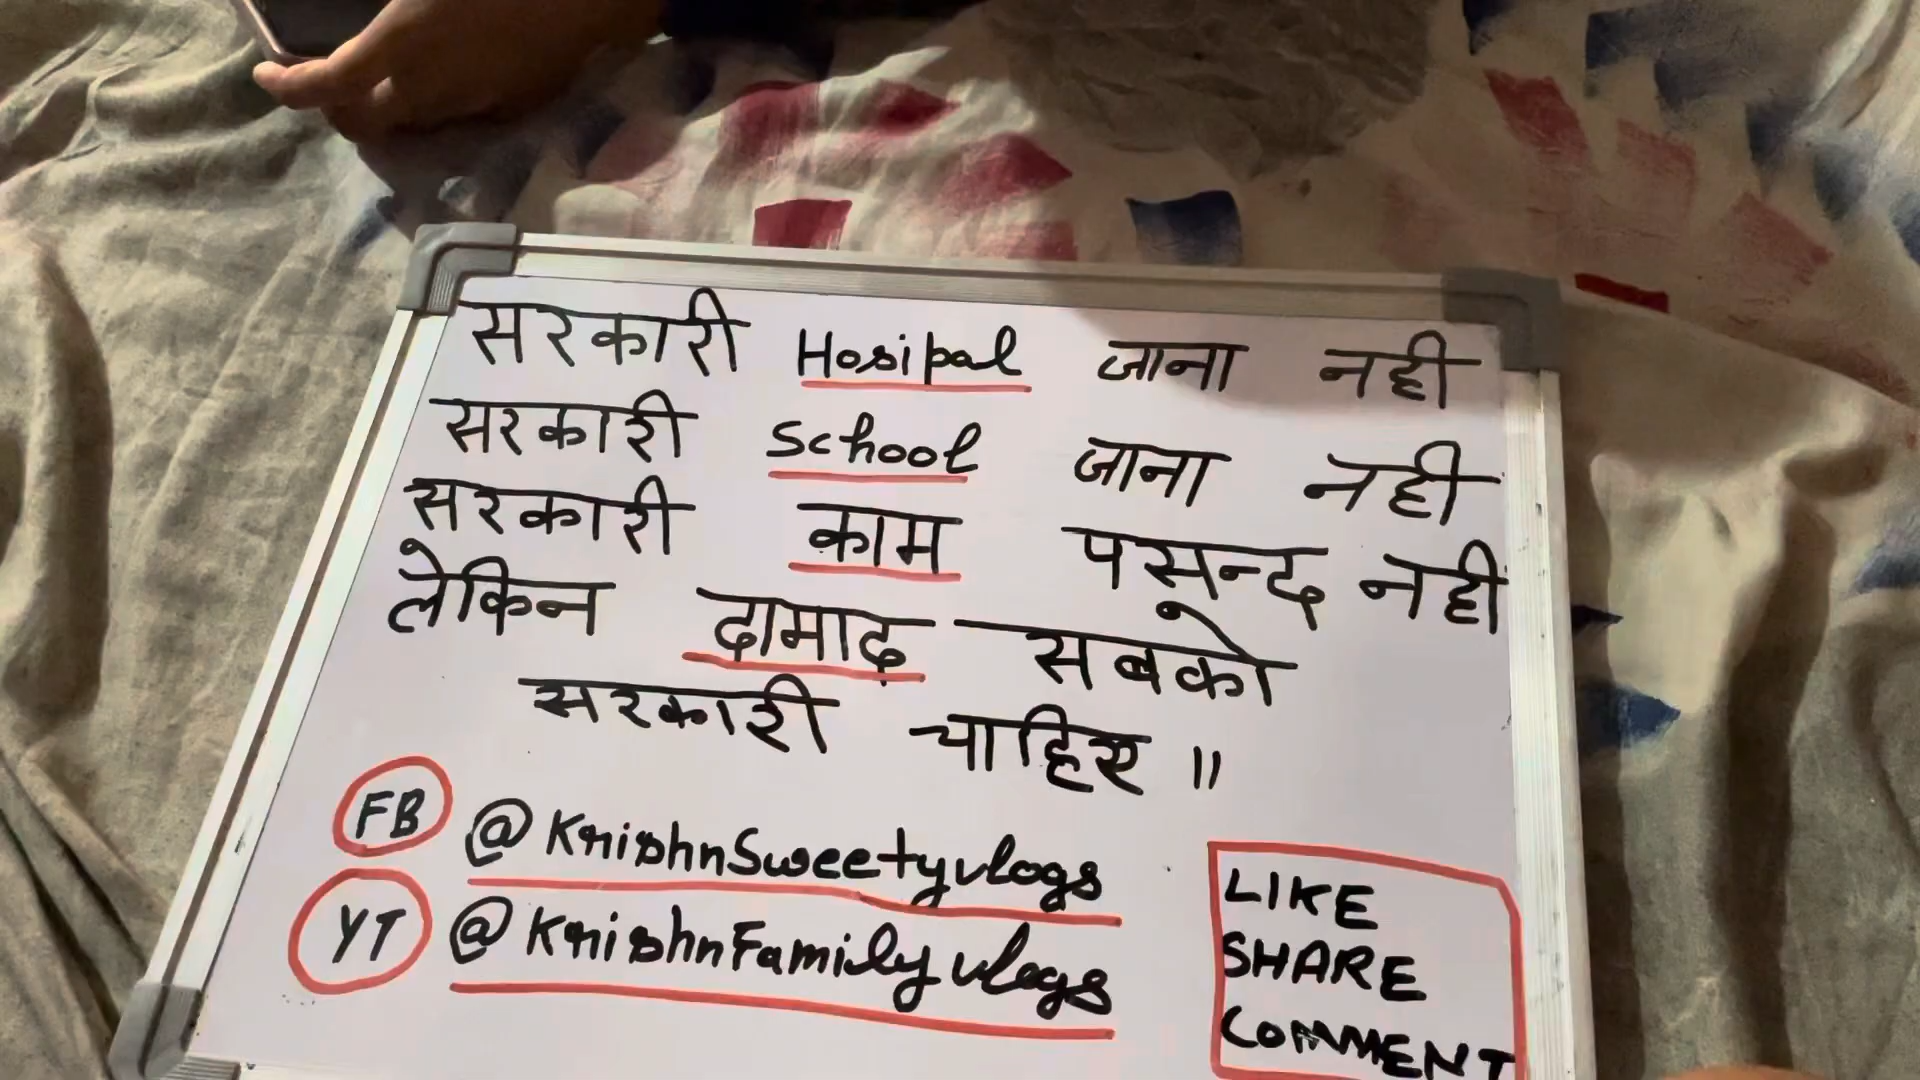 सरकारी Hosipal जाना नही
सरकारी School जाना नही
सरकारी काम पसन्द नही
लेकिन दामाद सबको
सरकारी चाहिए ॥
FB @KrishnSweetyvlogs
YT @KrishnFamilyvlogs
LIKE
SHARE
COMMENT